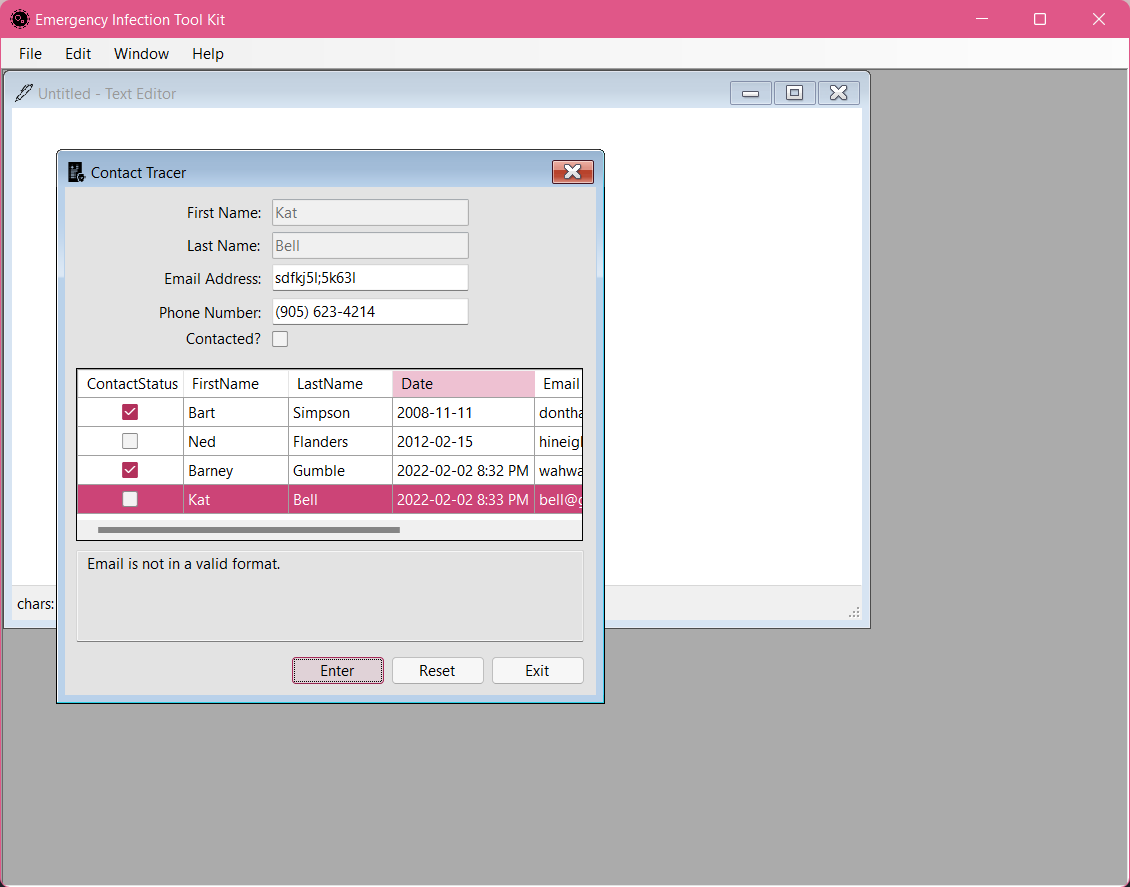 Emergency Infection Tool Kit
File Edit Window Help
Untitled - Text Editor
Contact Tracer
First Name: Kat
Last Name: Bell
Email Address: sdfkj5l;5k63l
Phone Number: (905) 623-4214
Contacted?
ContactStatus FirstName LastName Date Email
Bart Simpson 2008-11-11 dontha
Ned Flanders 2012-02-15 hineigh
Barney Gumble 2022-02-02 8:32 PM wahwa
Kat Bell 2022-02-02 8:33 PM bell@g
Email is not in a valid format.
chars:
Enter Reset Exit